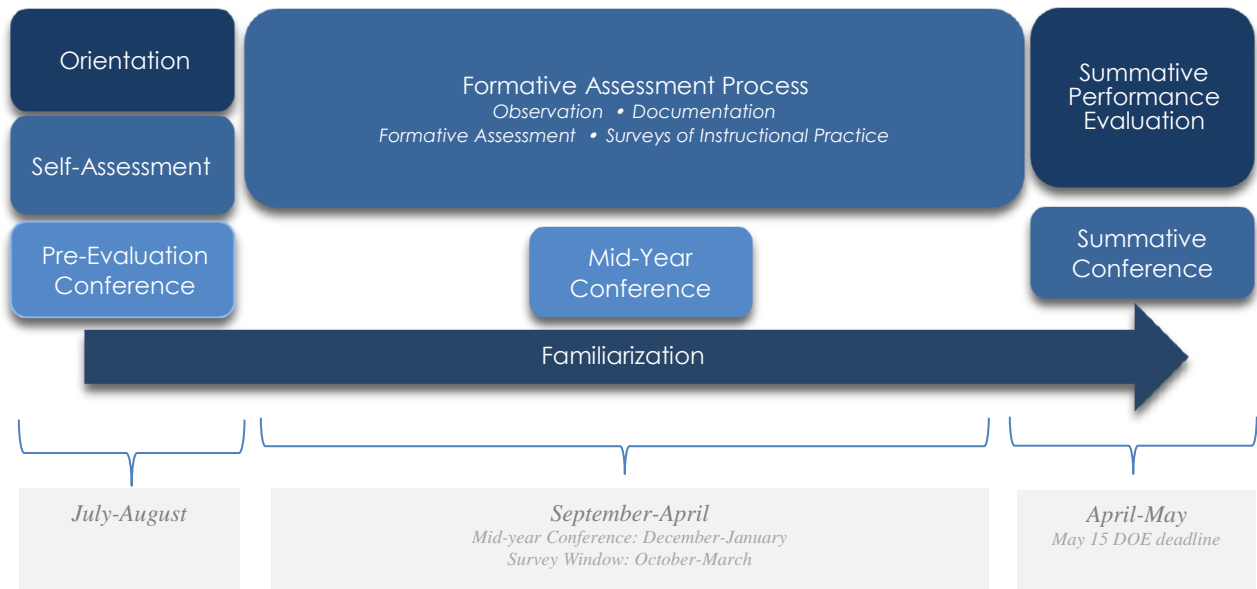 Orientation
Self-Assessment
Pre-Evaluation
Conference
Formative Assessment Process
Observation • Documentation
Formative Assessment • Surveys of Instructional Practice
Mid-Year
Conference
Summative
Performance
Evaluation
Summative
Conference
Familiarization
July-August
September-April
Mid-year Conference: December-January
Survey Window: October-March
April-May
May 15 DOE deadline